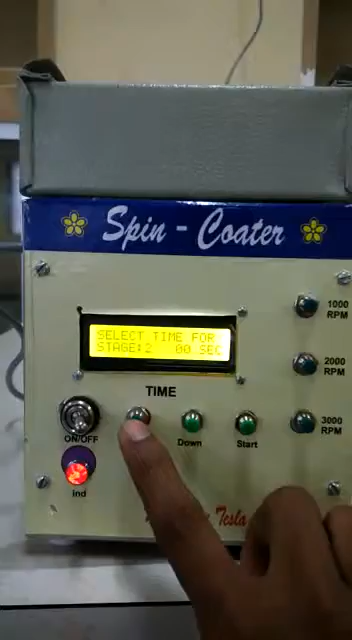 Spin - Coater
1000
RPM
SELECT TIME FOR
STAGE:2 00 SEC
2000
RPM
TIME
ON/OFF
Down
Start
3000
RPM
ind
Tesla